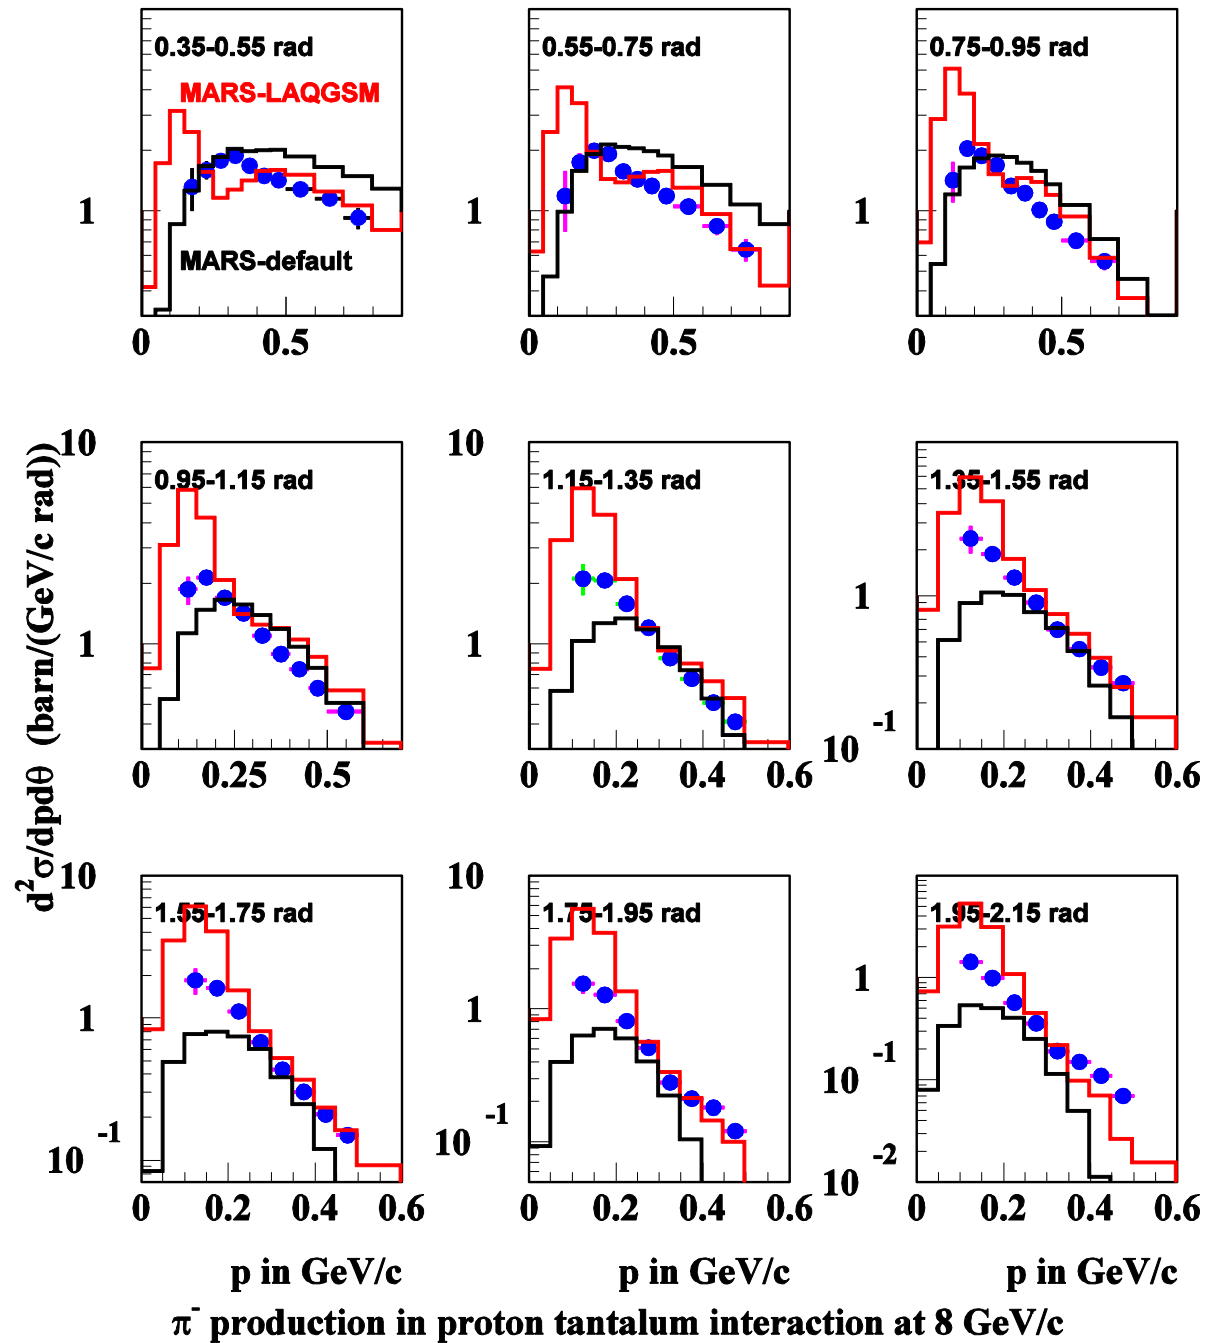 0.35-0.55 rad
MARS-LAQGSM
1
MARS-default
0 0.5
0.55-0.75 rad
1
0 0.5
0.75-0.95 rad
1
0 0.5
d²σ/dpdθ (barn/(GeV/c rad))
10
0.95-1.15 rad
1
0 0.25 0.5
10
1.15-1.35 rad
1
10
0 0.2 0.4 0.6
1.35-1.55 rad
1
-1
0 0.2 0.4 0.6
10
1.55-1.75 rad
1
-1
10
0 0.2 0.4 0.6
p in GeV/c
10
1.75-1.95 rad
1
-1
10
0 0.2 0.4 0.6
p in GeV/c
1.95-2.15 rad
1
-1
10
-2
10
0 0.2 0.4 0.6
p in GeV/c
π⁻ production in proton tantalum interaction at 8 GeV/c